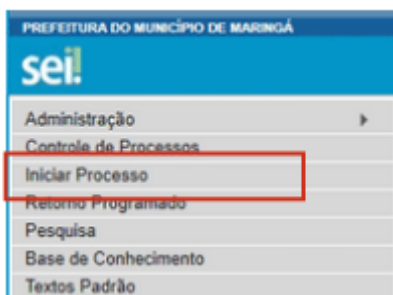 PREFEITURA DO MUNICÍPIO DE MARINGÁ
sei!
Administração
Controle de Processos
Iniciar Processo
Retorno Programado
Pesquisa
Base de Conhecimento
Textos Padrão